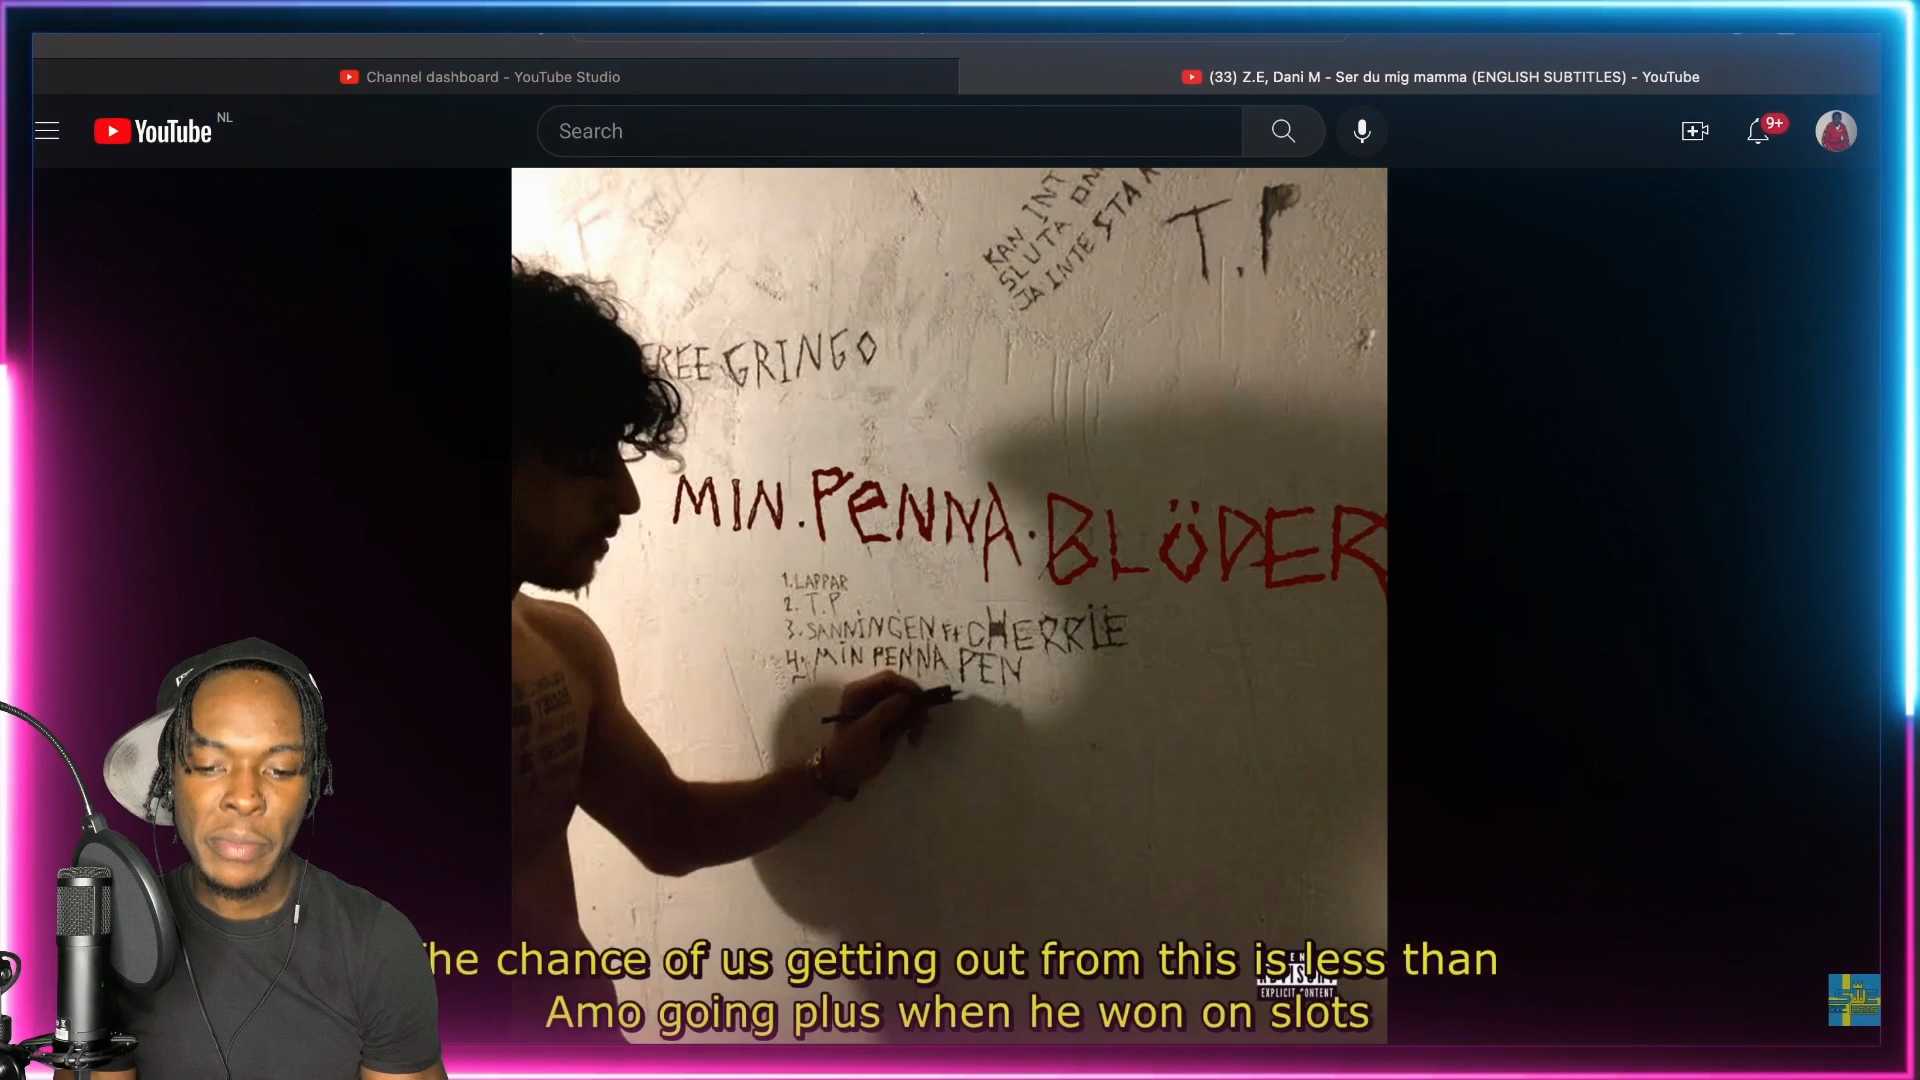 Channel dashboard - YouTube Studio
(33) Z.E, Dani M - Ser du mig mamma (ENGLISH SUBTITLES) - YouTube
YouTube NL
Search
9+
KAN INT
SLUTA OM
JA INTE STA
T.P
FREE GRINGO
MIN.PENNA.BLÖDER
1. LAPPAR
2. T.P
3. SANNINGEN Ft CHERRIE
4. MIN PENNA PEN
The chance of us getting out from this is less than
Amo going plus when he won on slots
ADVISORY
EXPLICIT CONTENT